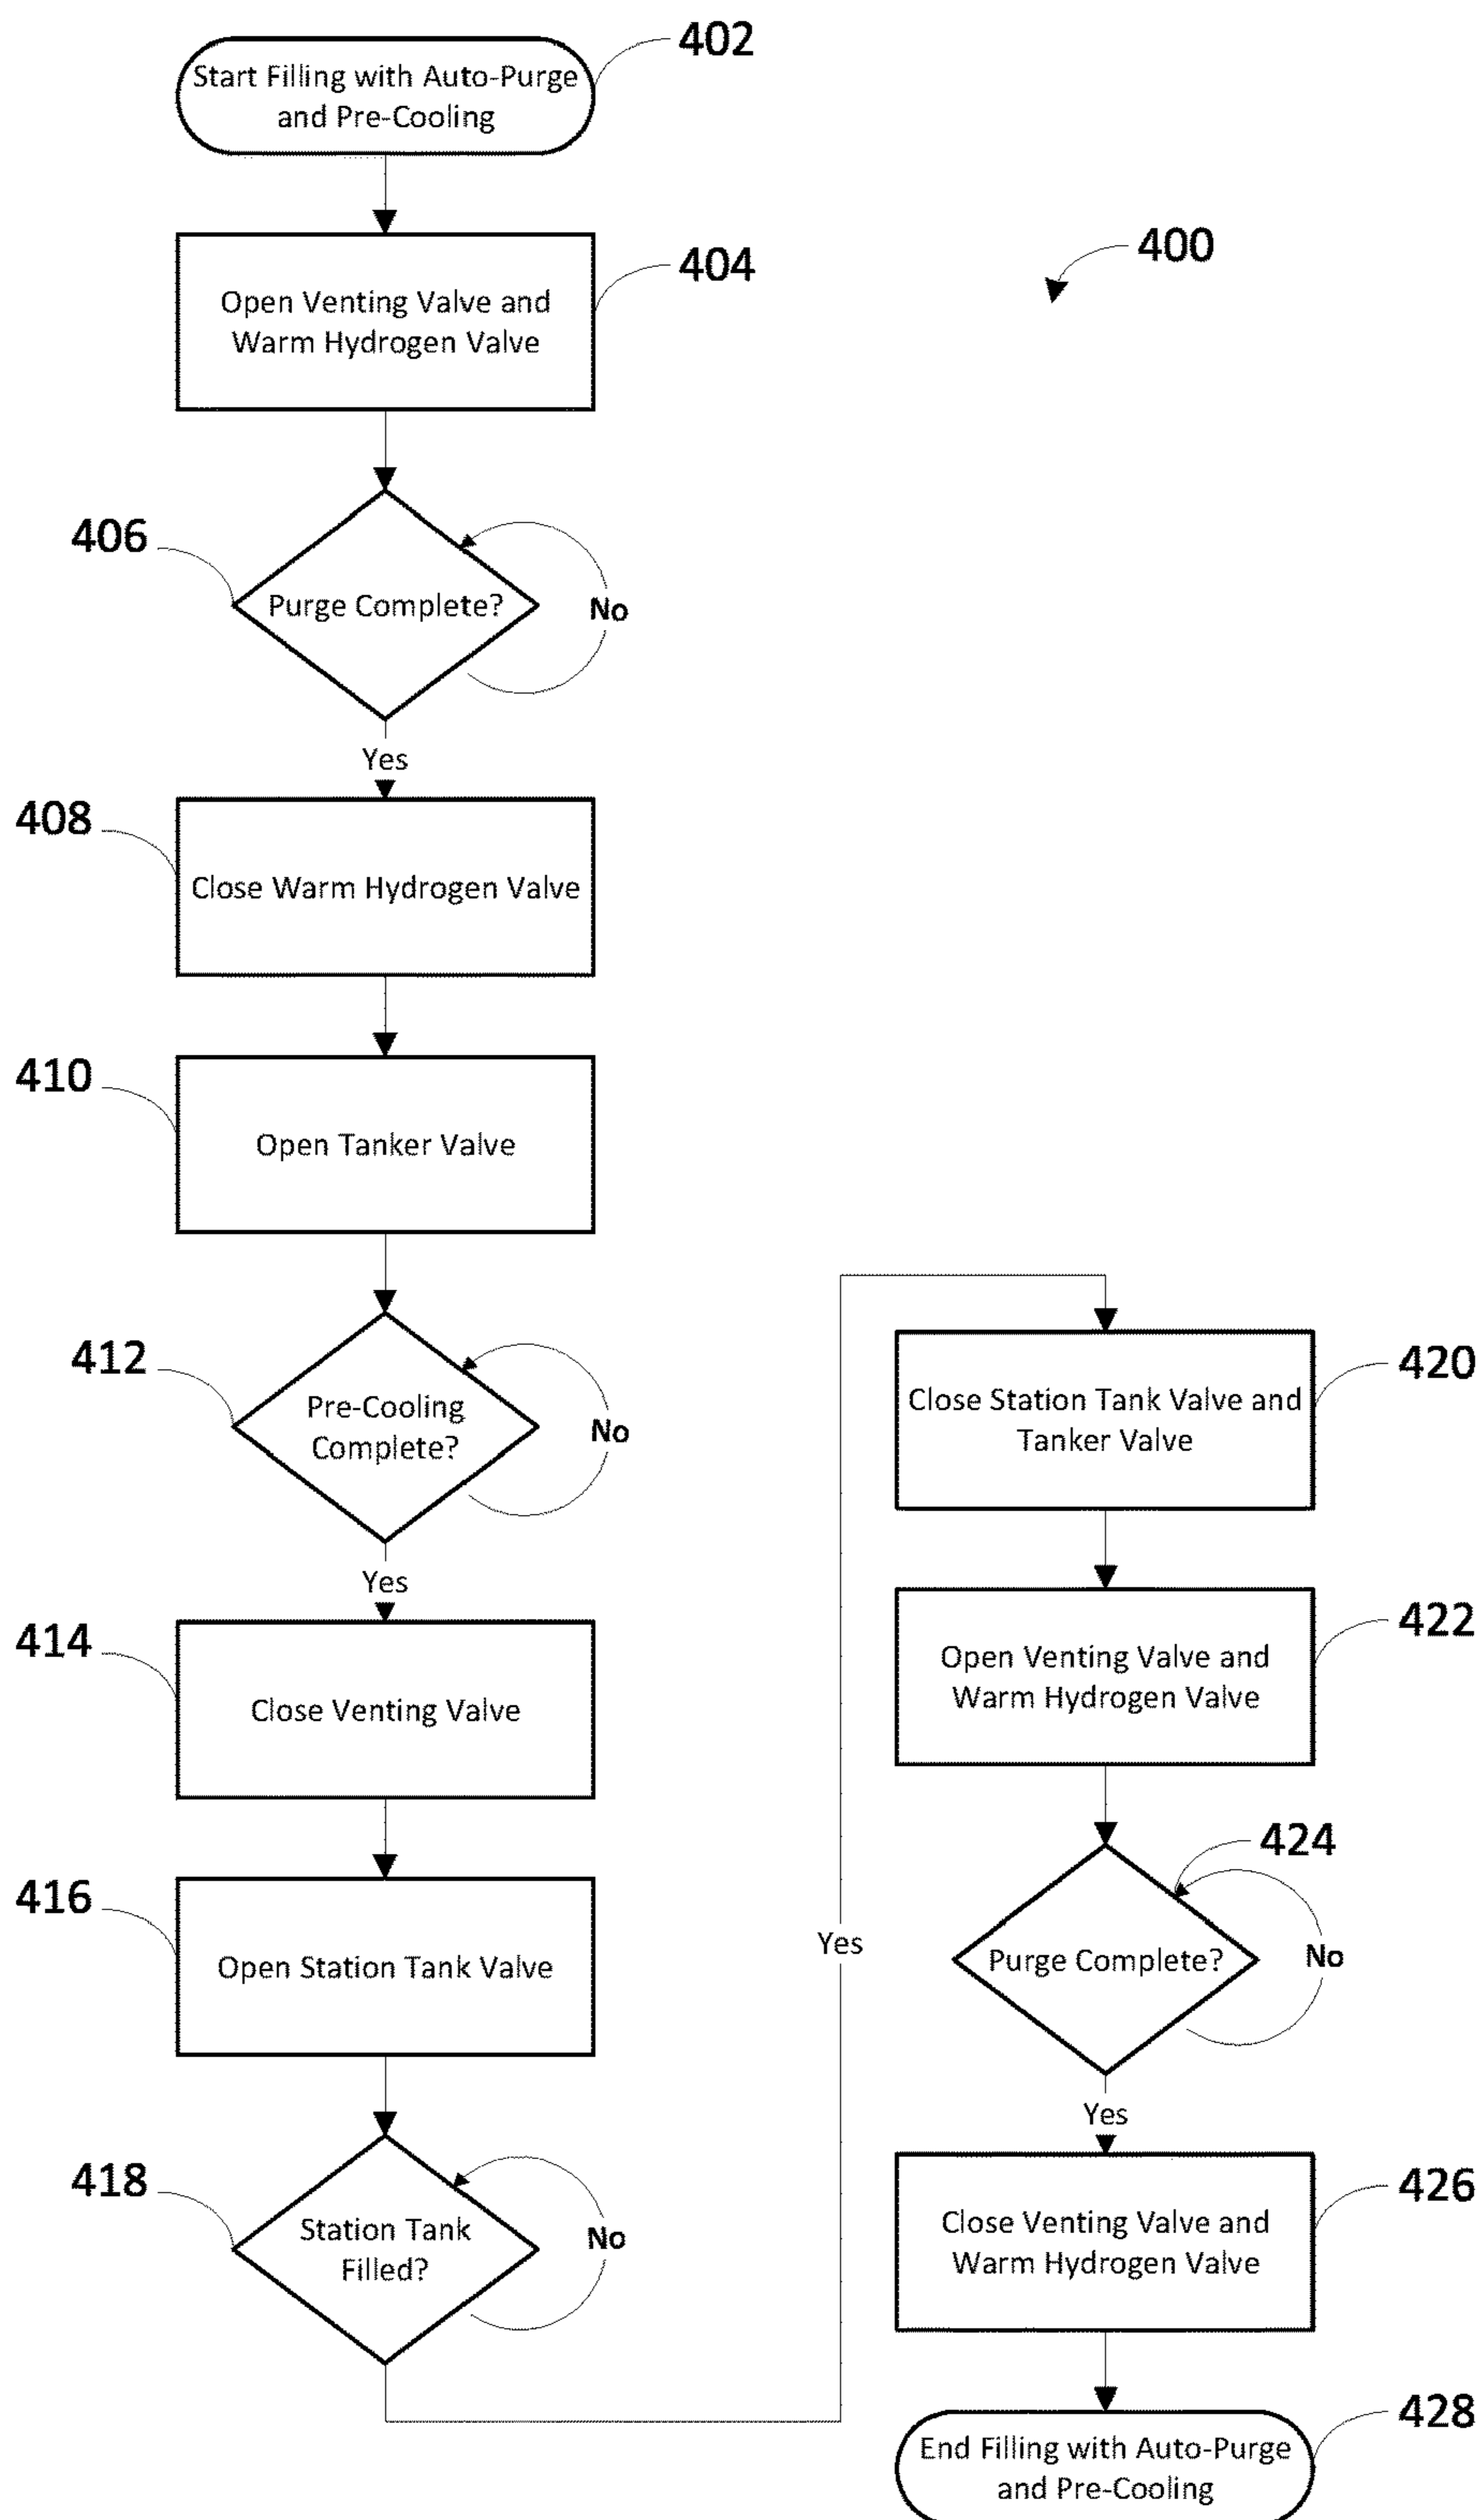 402
Start Filling with Auto-Purge
and Pre-Cooling
404
Open Venting Valve and
Warm Hydrogen Valve
400
406
Purge Complete?
No
Yes
408
Close Warm Hydrogen Valve
410
Open Tanker Valve
412
Pre-Cooling
Complete?
No
Yes
414
Close Venting Valve
416
Open Station Tank Valve
418
Station Tank
Filled?
No
Yes
420
Close Station Tank Valve and
Tanker Valve
422
Open Venting Valve and
Warm Hydrogen Valve
424
Purge Complete?
No
Yes
426
Close Venting Valve and
Warm Hydrogen Valve
428
End Filling with Auto-Purge
and Pre-Cooling